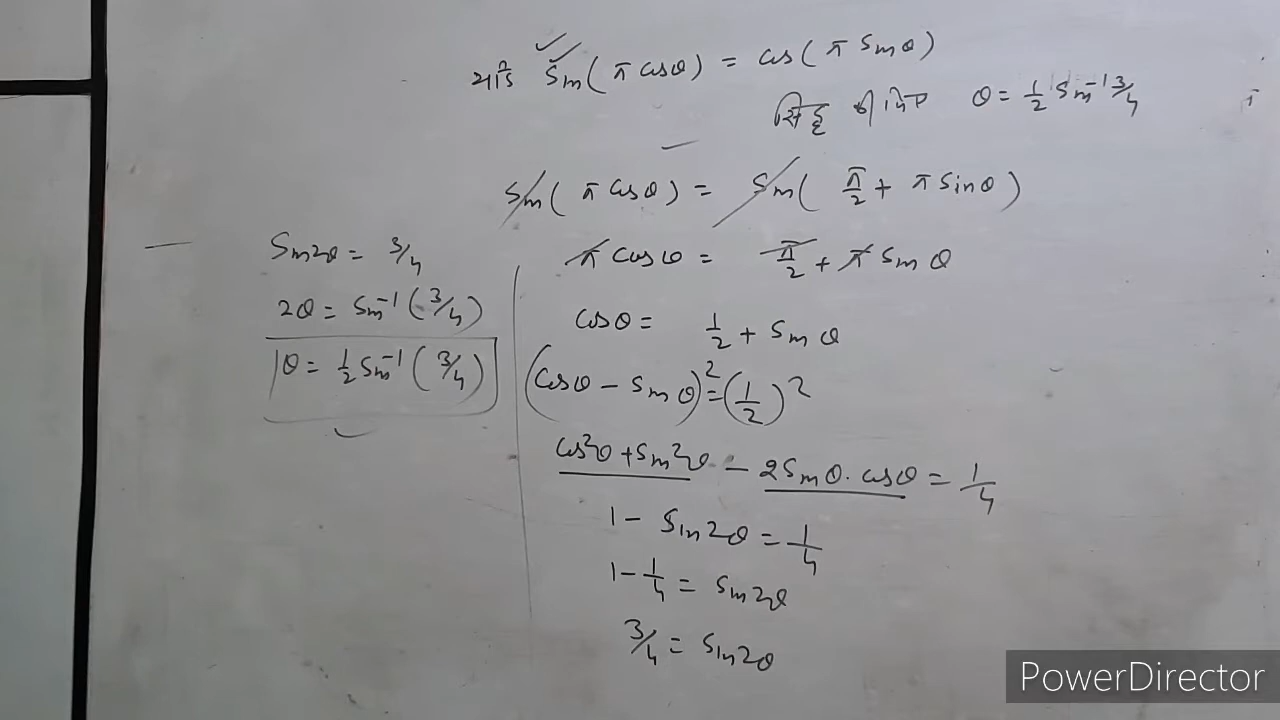 यदि sin(π cosθ) = cos(π sinθ)
सिद्ध कीजिए θ = 1/2 sin⁻¹ 3/4
sin(π cosθ) = sin(π/2 + π sinθ)
π cosθ = π/2 + π sinθ
cosθ = 1/2 + sinθ
(cosθ - sinθ)² = (1/2)²
cos²θ + sin²θ - 2sinθ.cosθ = 1/4
1 - sin2θ = 1/4
1 - 1/4 = sin2θ
3/4 = sin2θ
sin2θ = 3/4
2θ = sin⁻¹(3/4)
θ = 1/2 sin⁻¹(3/4)
PowerDirector